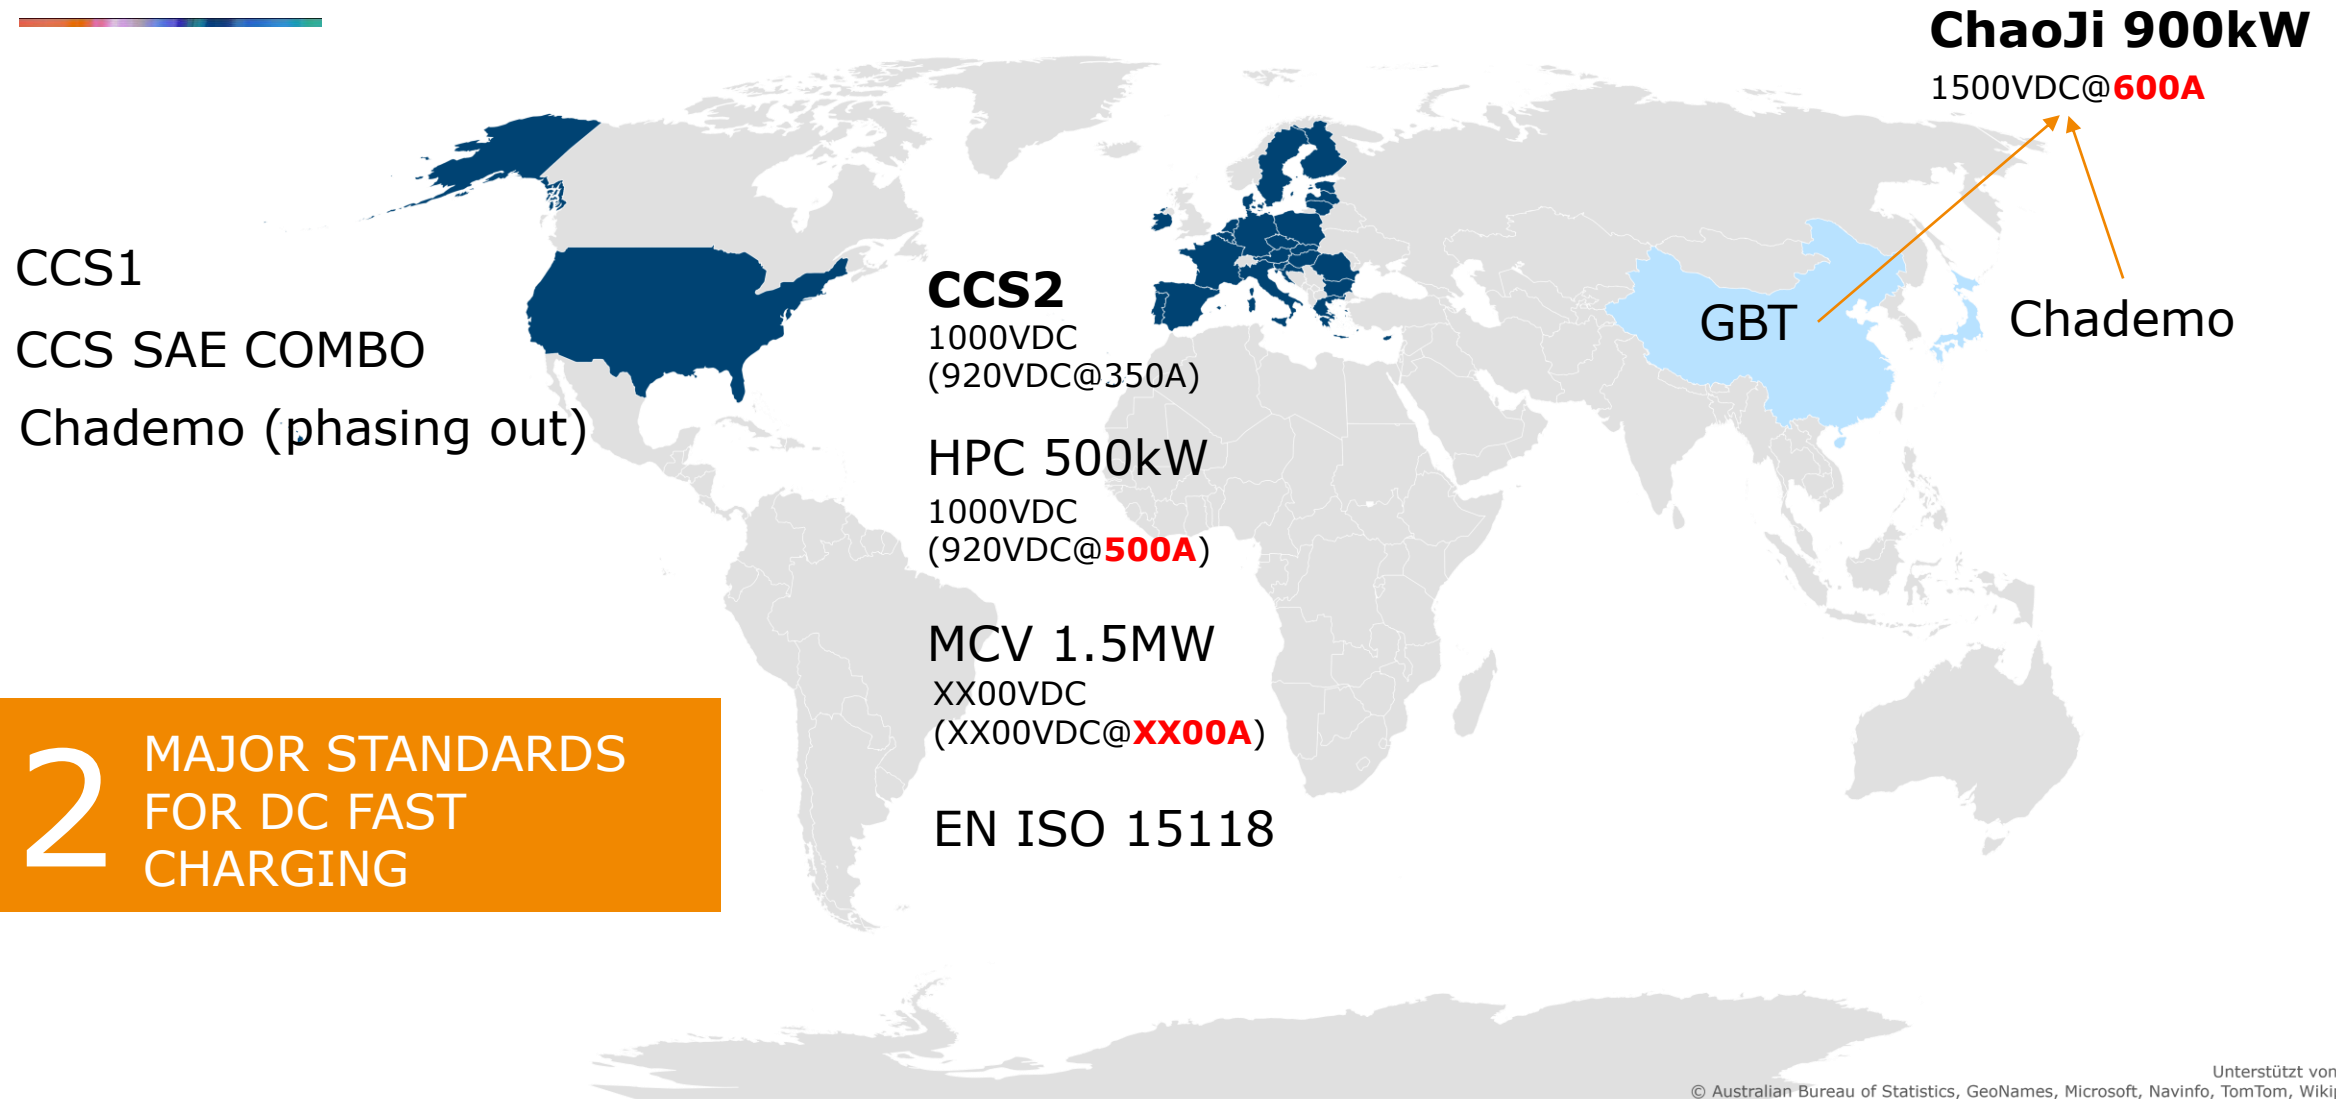 ChaoJi 900kW
1500VDC@600A
CCS1
CCS SAE COMBO
Chademo (phasing out)
CCS2
1000VDC
(920VDC@350A)
HPC 500kW
1000VDC
(920VDC@500A)
MCV 1.5MW
XX00VDC
(XX00VDC@XX00A)
EN ISO 15118
GBT
Chademo
2
MAJOR STANDARDS
FOR DC FAST
CHARGING
Unterstützt von
© Australian Bureau of Statistics, GeoNames, Microsoft, Navinfo, TomTom,